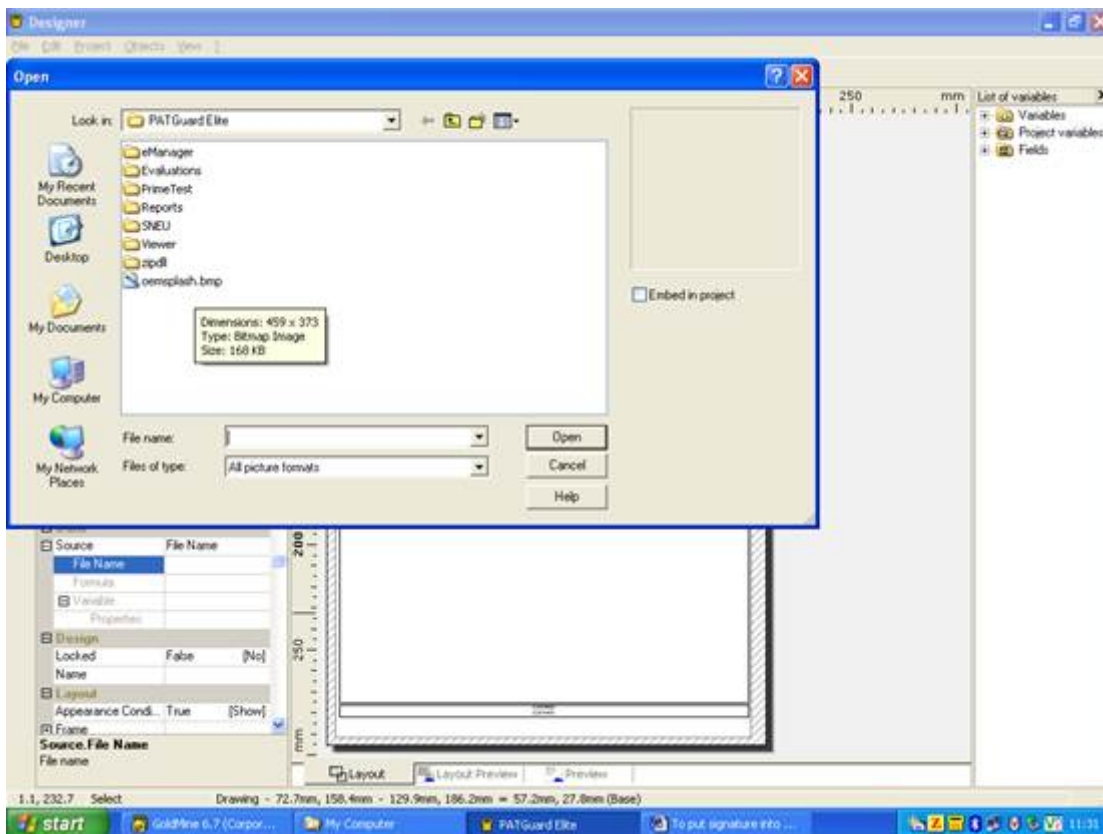 Designer
File Edit Project Objects View
Open
Look in: PATGuard Elite
My Recent
Documents
Desktop
My Documents
My Computer
My Network
Places
eManager
Evaluations
PrimeTest
Reports
SNEU
Viewer
zipdll
oemsplash.bmp
Dimensions: 459 x 373
Type: Bitmap Image
Size: 168 KB
Embed in project
File name:
Files of type: All picture formats
Open
Cancel
Help
250 mm
List of variables
Variables
Project variables
Fields
Source File Name
File Name
Formula
Variable
Properties
Design
Locked False [No]
Name
Layout
Appearance Condi... True [Show]
Frame
Source.File Name
File name
200
250
mm
Layout Layout Preview Preview
1.1, 232.7 Select Drawing - 72.7mm, 158.4mm - 129.9mm, 186.2mm = 57.2mm, 27.8mm (Base)
start GoldMine 6.7 (Corpor... My Computer PATGuard Elite To put signature into ... 11:31